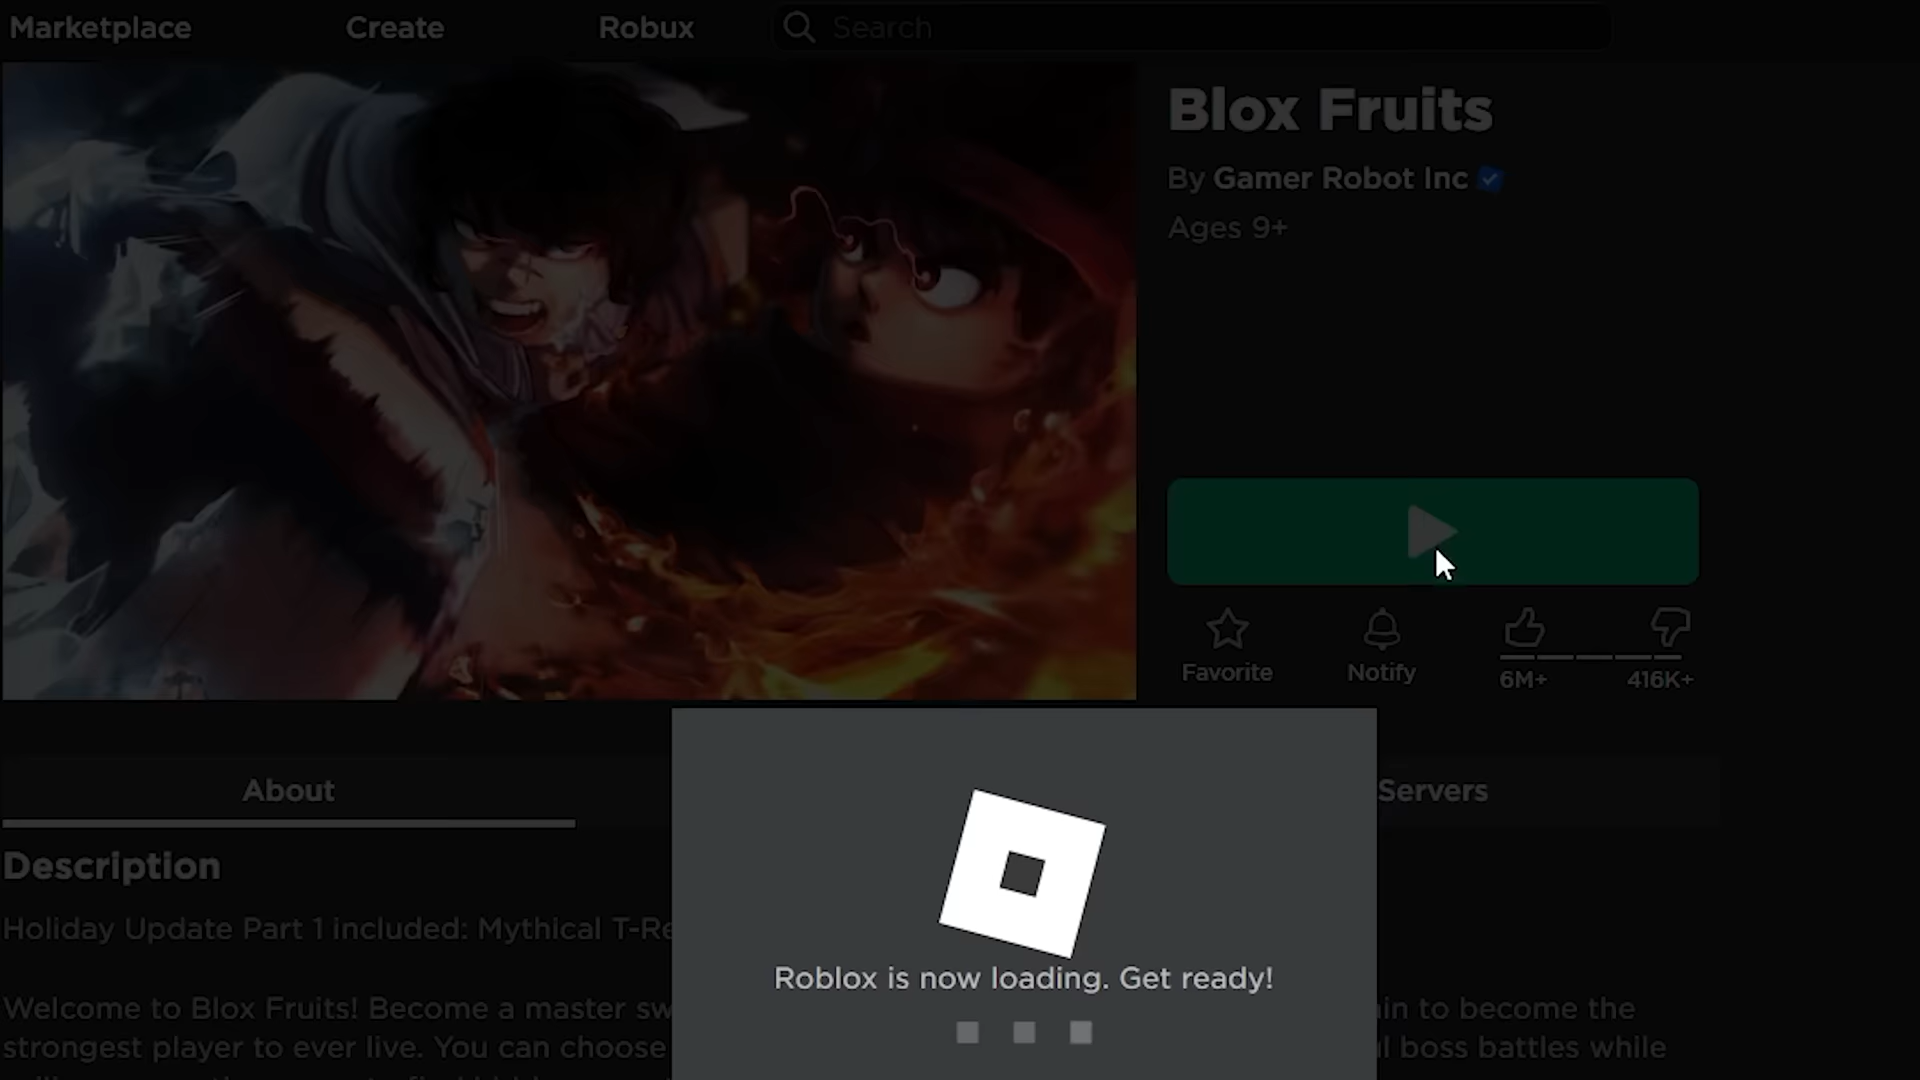 Marketplace
Create
Robux
Search
Blox Fruits
By Gamer Robot Inc
Ages 9+
Favorite
Notify
6M+
416K+
About
Servers
Description
Holiday Update Part 1 included: Mythical T-Re
Welcome to Blox Fruits! Become a master sw
in to become the
strongest player to ever live. You can choose
l boss battles while
Roblox is now loading. Get ready!